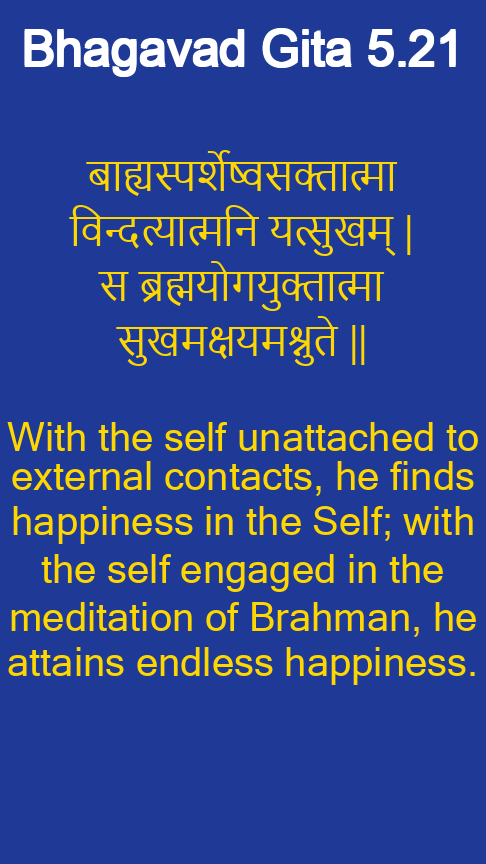 Bhagavad Gita 5.21
बाह्यस्पर्शेष्वसक्तात्मा
विन्दत्यात्मनि यत्सुखम् |
स ब्रह्मयोगयुक्तात्मा
सुखमक्षयमश्नुते ||
With the self unattached to
external contacts, he finds
happiness in the Self; with
the self engaged in the
meditation of Brahman, he
attains endless happiness.